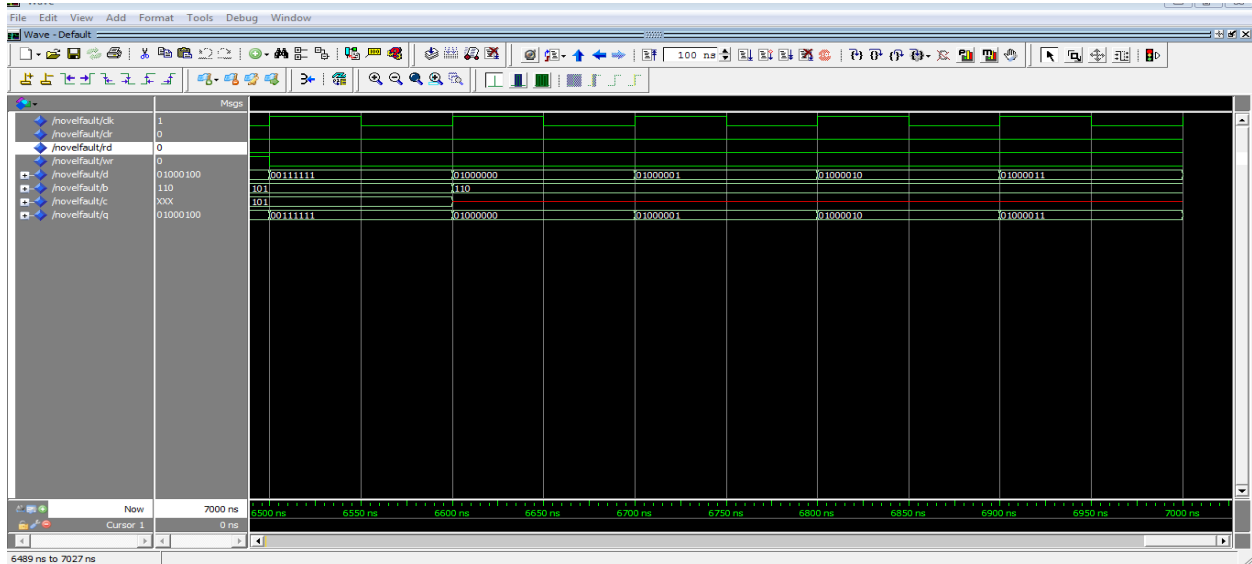 Wave
File Edit View Add Format Tools Debug Window
Wave - Default
100 ns
Msgs
/novelfault/clk 1
/novelfault/clr 0
/novelfault/rd 0
/novelfault/wr 0
/novelfault/d 01000100 00111111 01000000 01000001 01000010 01000011
/novelfault/b 110 101 110
/novelfault/c XXX 101
/novelfault/q 01000100 00111111 01000000 01000001 01000010 01000011
Now 7000 ns 6500 ns 6550 ns 6600 ns 6650 ns 6700 ns 6750 ns 6800 ns 6850 ns 6900 ns 6950 ns 7000 ns
Cursor 1 0 ns
6489 ns to 7027 ns